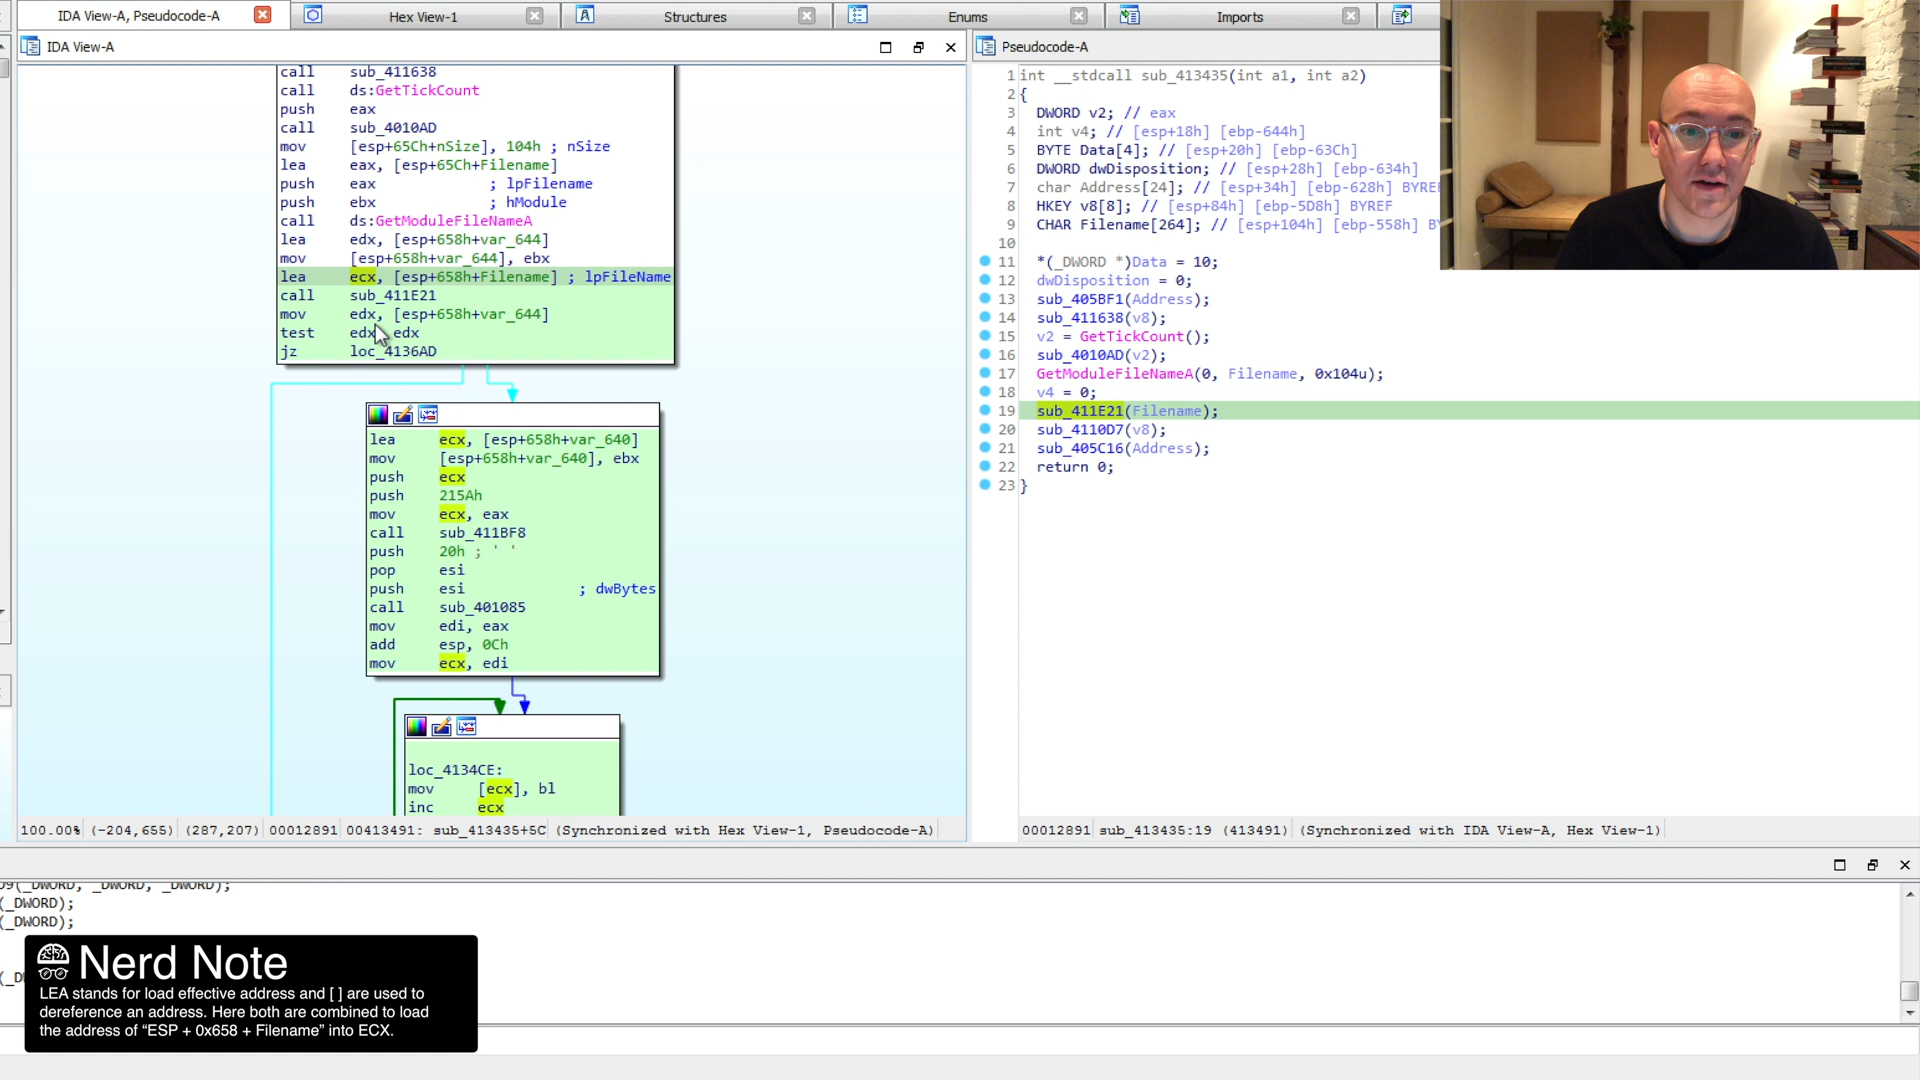 IDA View-A, Pseudocode-A
Hex View-1
Structures
Enums
Imports
IDA View-A
call sub_411638
call ds:GetTickCount
push eax
call sub_4010AD
mov [esp+65Ch+nSize], 104h ; nSize
lea eax, [esp+65Ch+Filename]
push eax ; lpFilename
push ebx ; hModule
call ds:GetModuleFileNameA
lea edx, [esp+658h+var_644]
mov [esp+658h+var_644], ebx
lea ecx, [esp+658h+Filename] ; lpFileName
call sub_411E21
mov edx, [esp+658h+var_644]
test edx, edx
jz loc_4136AD
lea ecx, [esp+658h+var_640]
mov [esp+658h+var_640], ebx
push ecx
push 215Ah
mov ecx, eax
call sub_411BF8
push 20h ; ' '
pop esi
push esi ; dwBytes
call sub_401085
mov edi, eax
add esp, 0Ch
mov ecx, edi
loc_4134CE:
mov [ecx], bl
inc ecx
100.00% (-204,655) (287,207) 00012891 00413491: sub_413435+5C (Synchronized with Hex View-1, Pseudocode-A)
Pseudocode-A
1 int __stdcall sub_413435(int a1, int a2)
2 {
3 DWORD v2; // eax
4 int v4; // [esp+18h] [ebp-644h]
5 BYTE Data[4]; // [esp+20h] [ebp-63Ch]
6 DWORD dwDisposition; // [esp+28h] [ebp-634h]
7 char Address[24]; // [esp+34h] [ebp-628h] BYREF
8 HKEY v8[8]; // [esp+84h] [ebp-5D8h] BYREF
9 CHAR Filename[264]; // [esp+104h] [ebp-558h] BY
10
11 *(_DWORD *)Data = 10;
12 dwDisposition = 0;
13 sub_405BF1(Address);
14 sub_411638(v8);
15 v2 = GetTickCount();
16 sub_4010AD(v2);
17 GetModuleFileNameA(0, Filename, 0x104u);
18 v4 = 0;
19 sub_411E21(Filename);
20 sub_4110D7(v8);
21 sub_405C16(Address);
22 return 0;
23 }
00012891 sub_413435:19 (413491) (Synchronized with IDA View-A, Hex View-1)
09(_DWORD, _DWORD, _DWORD);
(_DWORD);
(_DWORD);
Nerd Note
LEA stands for load effective address and [ ] are used to
dereference an address. Here both are combined to load
the address of “ESP + 0x658 + Filename” into ECX.